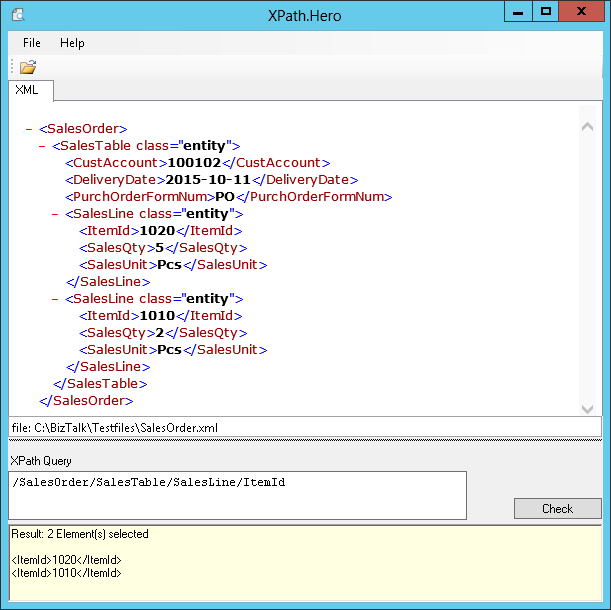 XPath.Hero
File Help
XML
- <SalesOrder>
- <SalesTable class="entity">
<CustAccount>100102</CustAccount>
<DeliveryDate>2015-10-11</DeliveryDate>
<PurchOrderFormNum>PO</PurchOrderFormNum>
- <SalesLine class="entity">
<ItemId>1020</ItemId>
<SalesQty>5</SalesQty>
<SalesUnit>Pcs</SalesUnit>
</SalesLine>
- <SalesLine class="entity">
<ItemId>1010</ItemId>
<SalesQty>2</SalesQty>
<SalesUnit>Pcs</SalesUnit>
</SalesLine>
</SalesTable>
</SalesOrder>
file: C:\BizTalk\Testfiles\SalesOrder.xml
XPath Query
/SalesOrder/SalesTable/SalesLine/ItemId
Check
Result: 2 Element(s) selected
<ItemId>1020</ItemId>
<ItemId>1010</ItemId>